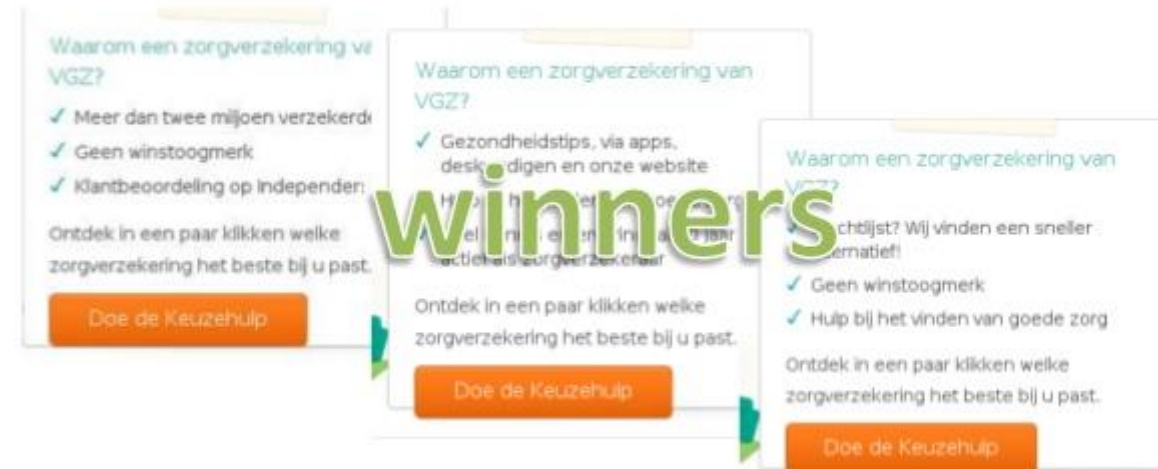 Waarom een zorgverzekering va
VGZ?
✓ Meer dan twee miljoen verzekerde
✓ Geen winstoogmerk
✓ Klantbeoordeling op Independer
Ontdek in een paar klikken welke
zorgverzekering het beste bij u past.
Doe de Keuzehulp
Waarom een zorgverzekering van
VGZ?
✓ Gezondheidstips, via apps,
en onze website
jaar
actief als zorgverzekeraar
Ontdek in een paar klikken welke
zorgverzekering het beste bij u past.
Doe de Keuzehulp
winners
Waarom een zorgverzekering van
VGZ?
Wij vinden een sneller
✓ Geen winstoogmerk
✓ Hulp bij het vinden van goede zorg
Ontdek in een paar klikken welke
zorgverzekering het beste bij u past.
Doe de Keuzehulp